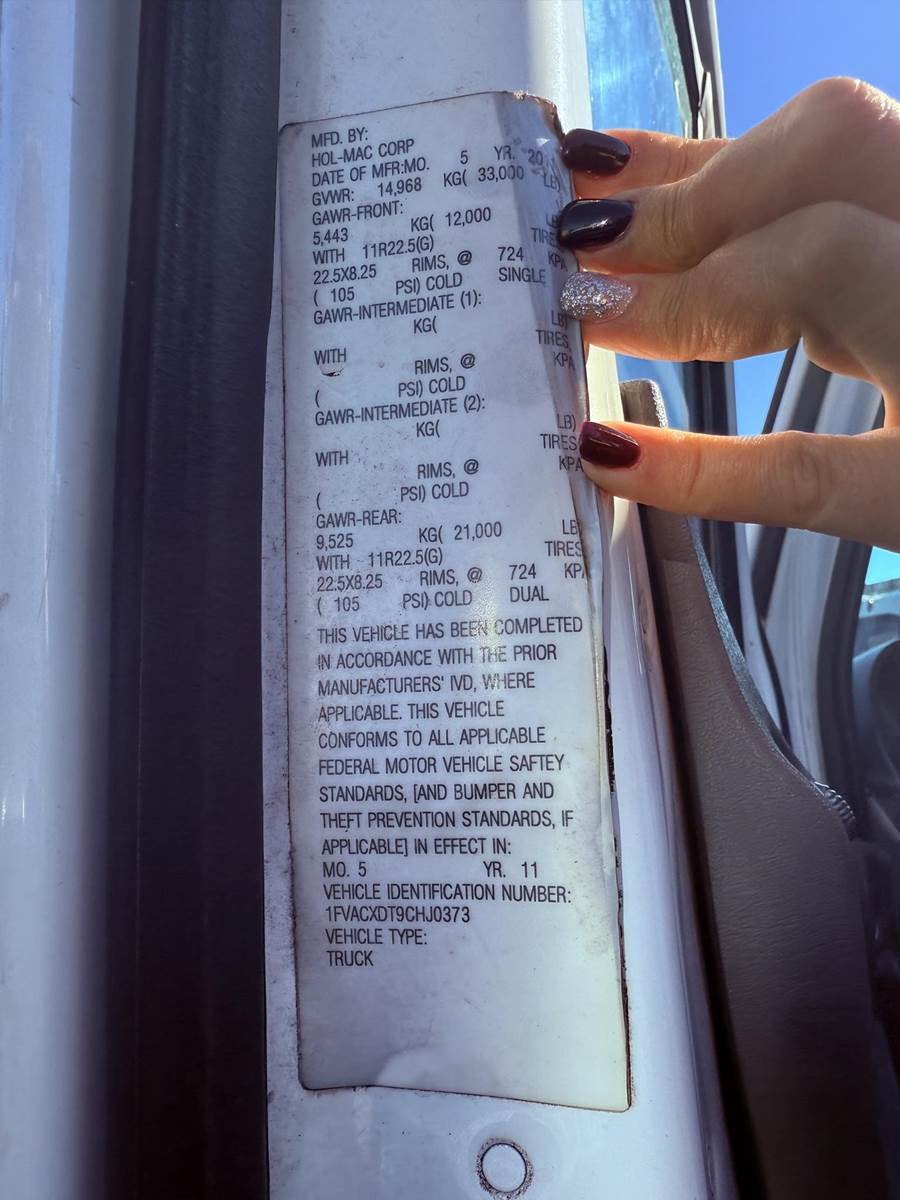 MFD. BY:
HOL-MAC CORP
DATE OF MFR:MO. 5 YR.
GVWR: 14,968 KG( 33,000 LB)
GAWR-FRONT:
5,443 KG( 12,000 LB
WITH 11R22.5(G) TIRE
22.5X8.25 RIMS, @ 724 KPA
( 105 PSI) COLD SINGLE
GAWR-INTERMEDIATE (1):
KG( LB)
WITH TIRES,
RIMS, @ KPA
( PSI) COLD
GAWR-INTERMEDIATE (2):
KG( LB)
WITH TIRES
RIMS, @ KPA
( PSI) COLD
GAWR-REAR:
9,525 KG( 21,000 LB
WITH 11R22.5(G) TIRES
22.5X8.25 RIMS, @ 724 KPA
( 105 PSI) COLD DUAL
THIS VEHICLE HAS BEEN COMPLETED
IN ACCORDANCE WITH THE PRIOR
MANUFACTURERS' IVD, WHERE
APPLICABLE. THIS VEHICLE
CONFORMS TO ALL APPLICABLE
FEDERAL MOTOR VEHICLE SAFTEY
STANDARDS, [AND BUMPER AND
THEFT PREVENTION STANDARDS, IF
APPLICABLE] IN EFFECT IN:
MO. 5 YR. 11
VEHICLE IDENTIFICATION NUMBER:
1FVACXDT9CHJ0373
VEHICLE TYPE:
TRUCK